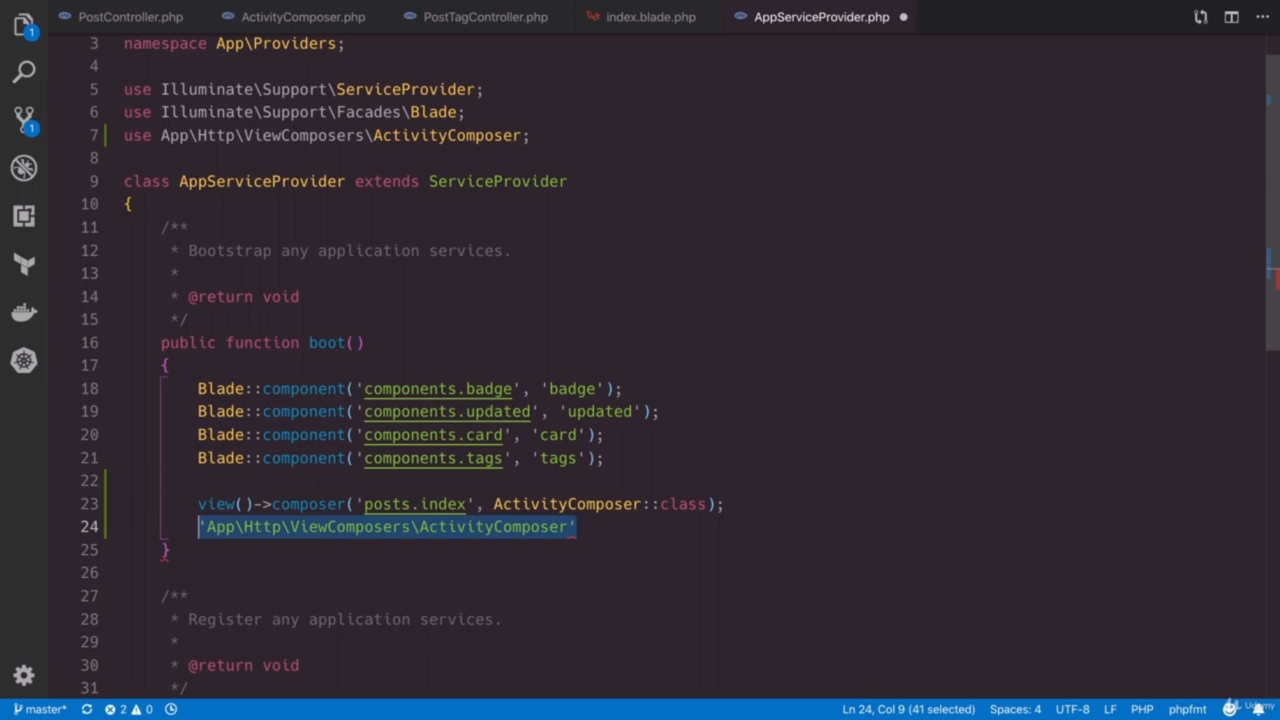 PostController.php ActivityComposer.php PostTagController.php index.blade.php AppServiceProvider.php
1
1
3 namespace App\Providers;
4
5 use Illuminate\Support\ServiceProvider;
6 use Illuminate\Support\Facades\Blade;
7 use App\Http\ViewComposers\ActivityComposer;
8
9 class AppServiceProvider extends ServiceProvider
10 {
11 /**
12 * Bootstrap any application services.
13 *
14 * @return void
15 */
16 public function boot()
17 {
18 Blade::component('components.badge', 'badge');
19 Blade::component('components.updated', 'updated');
20 Blade::component('components.card', 'card');
21 Blade::component('components.tags', 'tags');
22
23 view()->composer('posts.index', ActivityComposer::class);
24 'App\Http\ViewComposers\ActivityComposer'
25 }
26
27 /**
28 * Register any application services.
29 *
30 * @return void
31 */
master* 2 0 Ln 24, Col 9 (41 selected) Spaces: 4 UTF-8 LF PHP phpfmt
Udemy